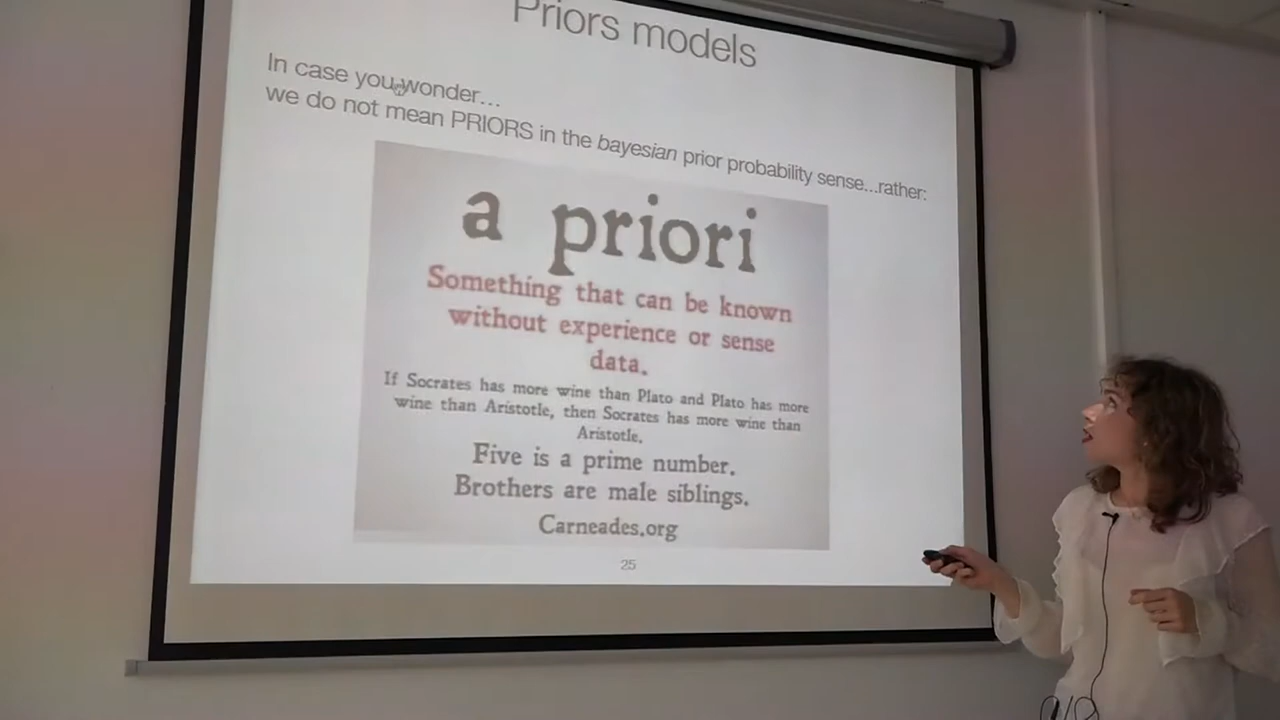 Priors models
In case you wonder...
we do not mean PRIORS in the bayesian prior probability sense...rather:
a priori
Something that can be known
without experience or sense
data.
If Socrates has more wine than Plato and Plato has more
wine than Aristotle, then Socrates has more wine than
Aristotle.
Five is a prime number.
Brothers are male siblings.
Carneades.org
25